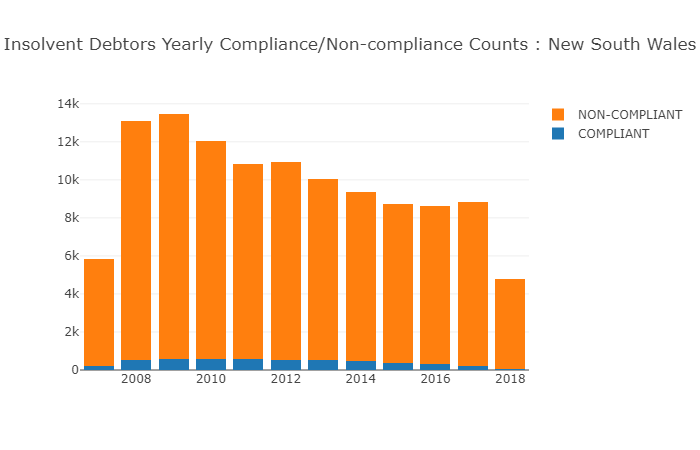 Insolvent Debtors Yearly Compliance/Non-compliance Counts : New South Wales
14k
12k
10k
8k
6k
4k
2k
0
2008 2010 2012 2014 2016 2018
NON-COMPLIANT
COMPLIANT